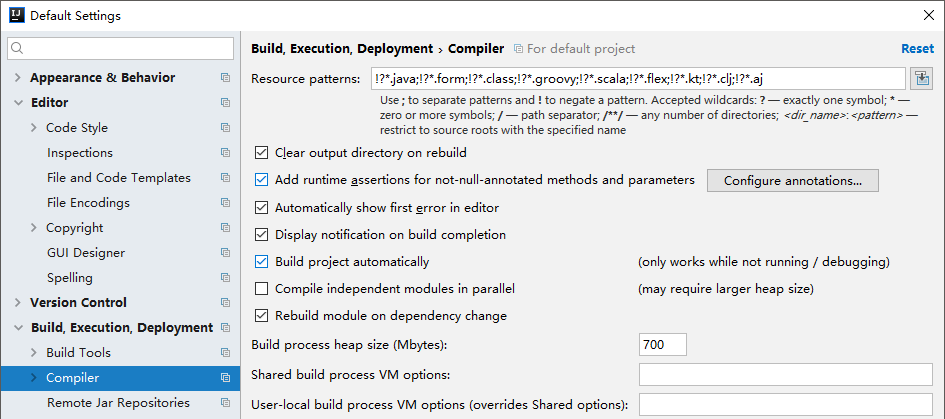 Default Settings
Appearance & Behavior
Editor
Code Style
Inspections
File and Code Templates
File Encodings
Copyright
GUI Designer
Spelling
Version Control
Build, Execution, Deployment
Build Tools
Compiler
Remote Jar Repositories
Build, Execution, Deployment › Compiler For default project Reset
Resource patterns: !?*.java;!?*.form;!?*.class;!?*.groovy;!?*.scala;!?*.flex;!?*.kt;!?*.clj;!?*.aj
Use ; to separate patterns and ! to negate a pattern. Accepted wildcards: ? — exactly one symbol; * —
zero or more symbols; / — path separator; /**/ — any number of directories; <dir_name>:<pattern> —
restrict to source roots with the specified name
Clear output directory on rebuild
Add runtime assertions for not-null-annotated methods and parameters Configure annotations...
Automatically show first error in editor
Display notification on build completion
Build project automatically (only works while not running / debugging)
Compile independent modules in parallel (may require larger heap size)
Rebuild module on dependency change
Build process heap size (Mbytes): 700
Shared build process VM options:
User-local build process VM options (overrides Shared options):